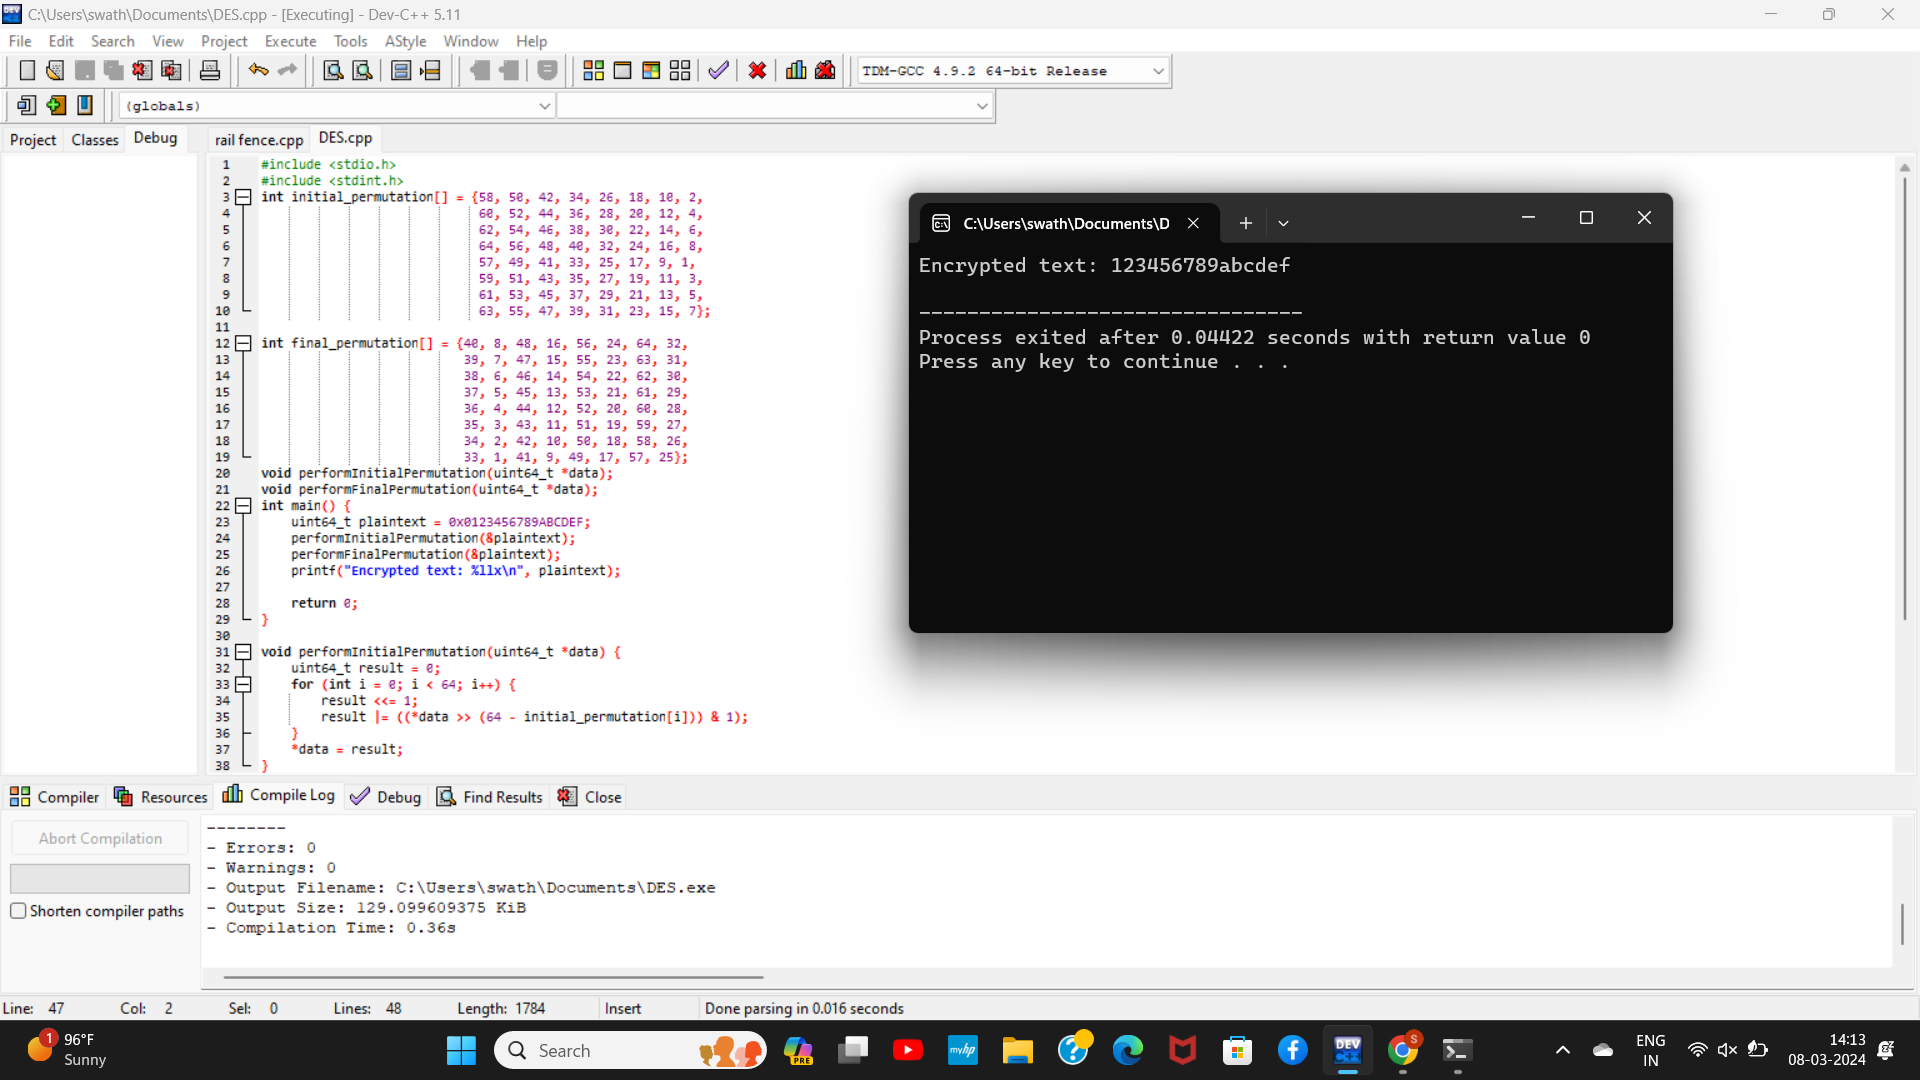 C:\Users\swath\Documents\DES.cpp - [Executing] - Dev-C++ 5.11
File Edit Search View Project Execute Tools AStyle Window Help
TDM-GCC 4.9.2 64-bit Release
(globals)
Project Classes Debug rail fence.cpp DES.cpp
1 #include <stdio.h>
2 #include <stdint.h>
3 int initial_permutation[] = {58, 50, 42, 34, 26, 18, 10, 2,
4 60, 52, 44, 36, 28, 20, 12, 4,
5 62, 54, 46, 38, 30, 22, 14, 6,
6 64, 56, 48, 40, 32, 24, 16, 8,
7 57, 49, 41, 33, 25, 17, 9, 1,
8 59, 51, 43, 35, 27, 19, 11, 3,
9 61, 53, 45, 37, 29, 21, 13, 5,
10 63, 55, 47, 39, 31, 23, 15, 7};
11
12 int final_permutation[] = {40, 8, 48, 16, 56, 24, 64, 32,
13 39, 7, 47, 15, 55, 23, 63, 31,
14 38, 6, 46, 14, 54, 22, 62, 30,
15 37, 5, 45, 13, 53, 21, 61, 29,
16 36, 4, 44, 12, 52, 20, 60, 28,
17 35, 3, 43, 11, 51, 19, 59, 27,
18 34, 2, 42, 10, 50, 18, 58, 26,
19 33, 1, 41, 9, 49, 17, 57, 25};
20 void performInitialPermutation(uint64_t *data);
21 void performFinalPermutation(uint64_t *data);
22 int main() {
23 uint64_t plaintext = 0x0123456789ABCDEF;
24 performInitialPermutation(&plaintext);
25 performFinalPermutation(&plaintext);
26 printf("Encrypted text: %llx\n", plaintext);
27
28 return 0;
29 }
30
31 void performInitialPermutation(uint64_t *data) {
32 uint64_t result = 0;
33 for (int i = 0; i < 64; i++) {
34 result <<= 1;
35 result |= ((*data >> (64 - initial_permutation[i])) & 1);
36 }
37 *data = result;
38 }
C:\Users\swath\Documents\D
Encrypted text: 123456789abcdef
--------------------------------
Process exited after 0.04422 seconds with return value 0
Press any key to continue . . .
Compiler Resources Compile Log Debug Find Results Close
Abort Compilation
Shorten compiler paths
--------
- Errors: 0
- Warnings: 0
- Output Filename: C:\Users\swath\Documents\DES.exe
- Output Size: 129.099609375 KiB
- Compilation Time: 0.36s
Line: 47 Col: 2 Sel: 0 Lines: 48 Length: 1784 Insert Done parsing in 0.016 seconds
1 96°F
Sunny
Search
PRE
myhp
DEV
C++
S
ENG
IN
14:13
08-03-2024